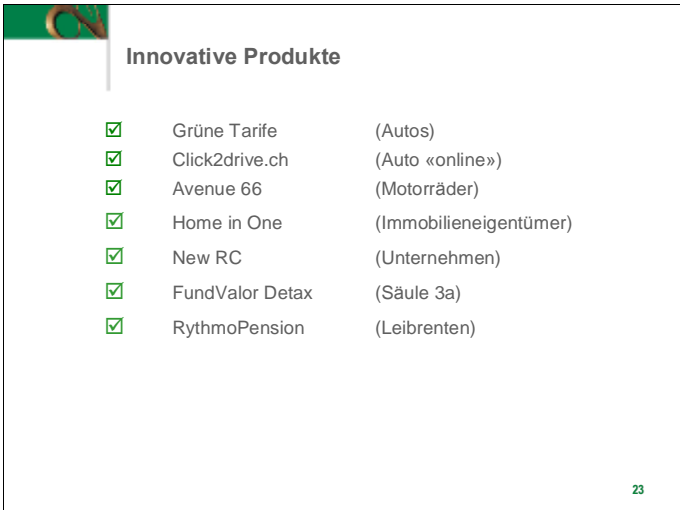 Innovative Produkte
Grüne Tarife (Autos)
Click2drive.ch (Auto «online»)
Avenue 66 (Motorräder)
Home in One (Immobilieneigentümer)
New RC (Unternehmen)
FundValor Detax (Säule 3a)
RythmoPension (Leibrenten)
23